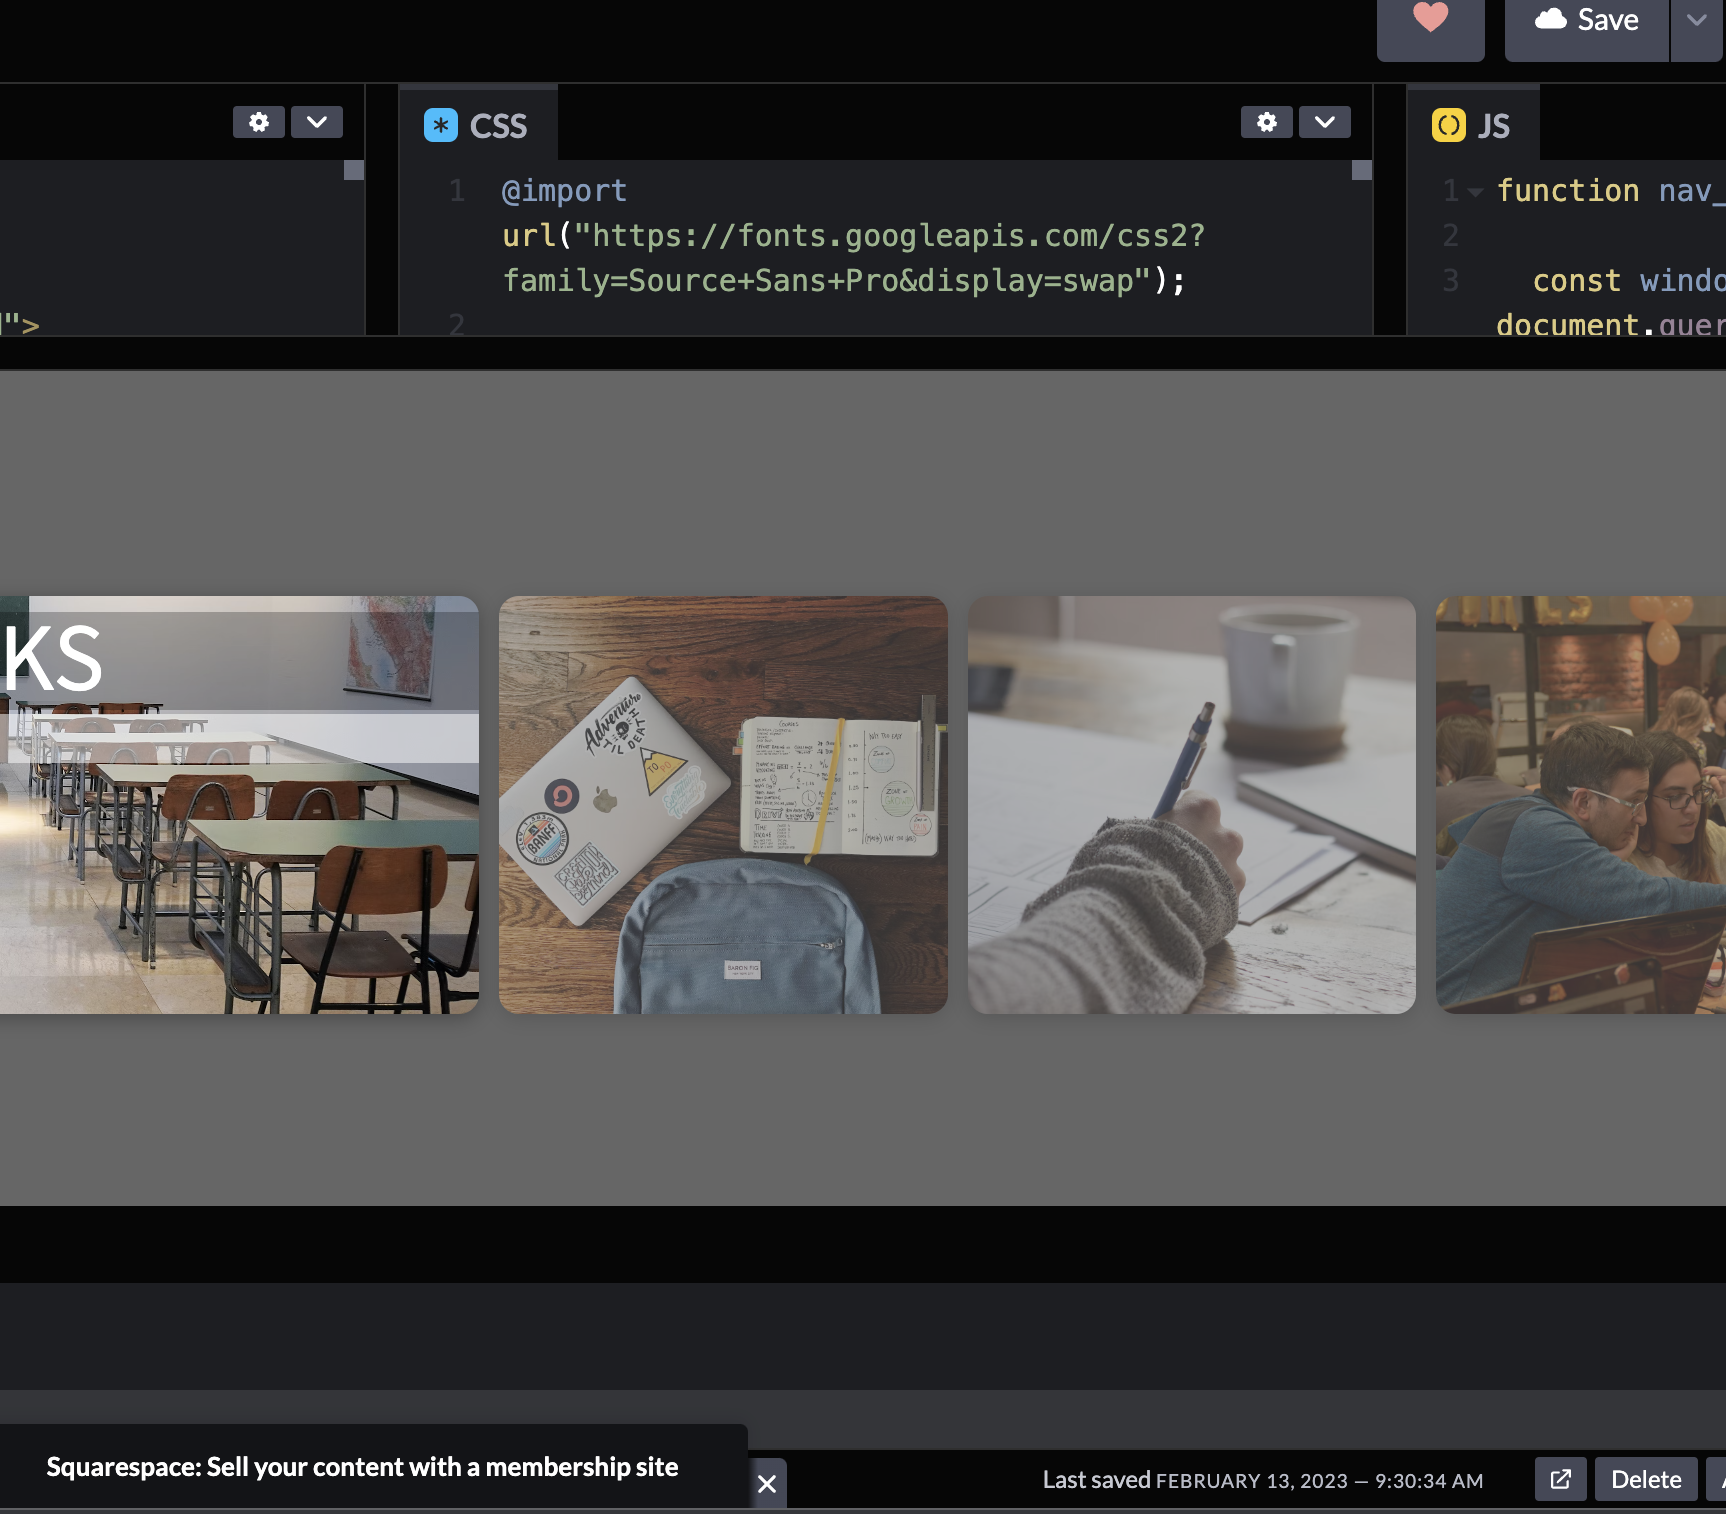 Save
CSS
JS
1 @import
url("https://fonts.googleapis.com/css2?
family=Source+Sans+Pro&display=swap");
2
1 function nav_
2
3 const windo
document.quer
">
KS
Adventure
TIL DEATH
TO PO
BANFF
Squarespace: Sell your content with a membership site
Last saved FEBRUARY 13, 2023 — 9:30:34 AM
Delete